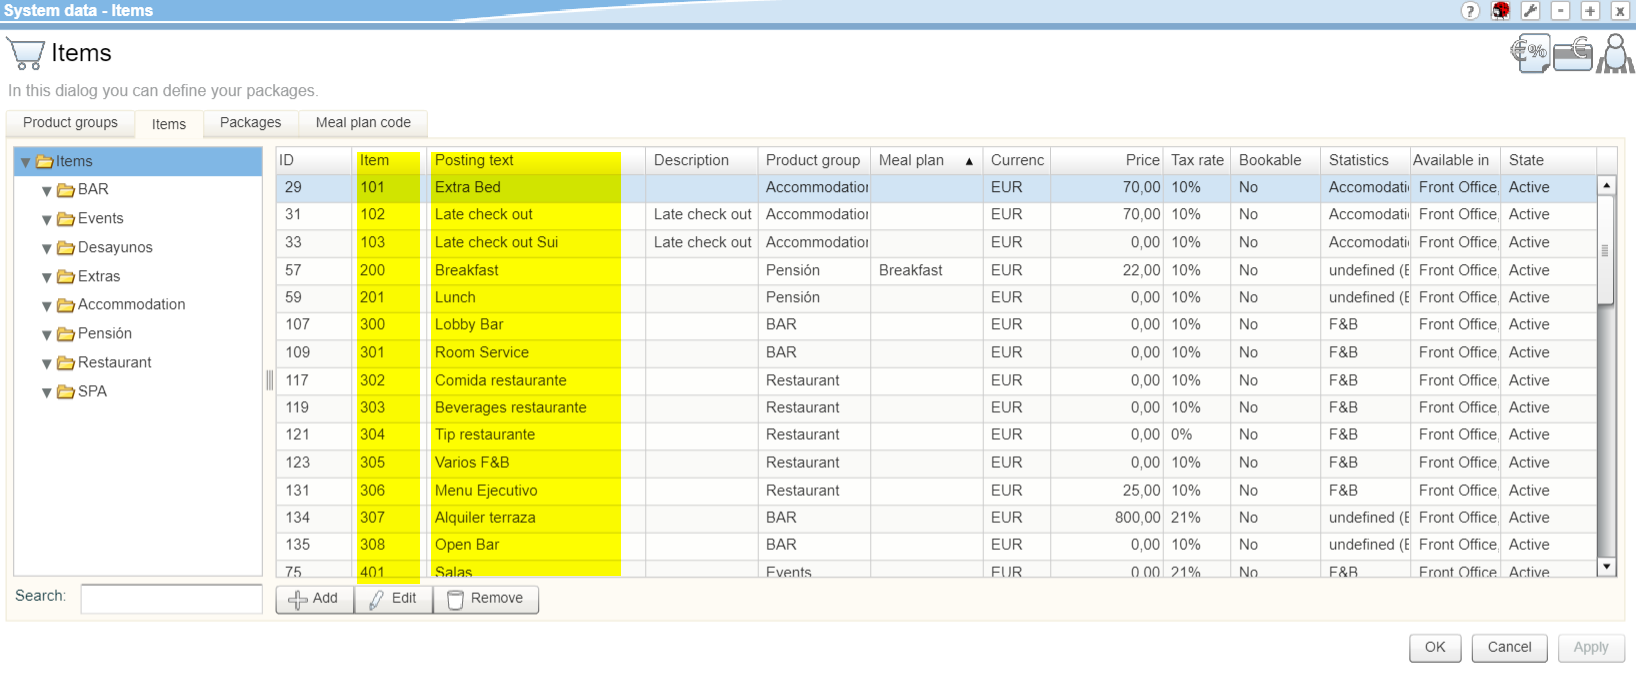 System data - Items
?
Items
€%
€
In this dialog you can define your packages.
Product groups Items Packages Meal plan code
Items
BAR
Events
Desayunos
Extras
Accommodation
Pensión
Restaurant
SPA
Search:
ID Item Posting text Description Product group Meal plan Currenc Price Tax rate Bookable Statistics Available in State
29 101 Extra Bed Accommodation EUR 70,00 10% No Accomodati Front Office, Active
31 102 Late check out Late check out Accommodation EUR 70,00 10% No Accomodati Front Office, Active
33 103 Late check out Sui Late check out Accommodation EUR 0,00 10% No Accomodati Front Office, Active
57 200 Breakfast Pensión Breakfast EUR 22,00 10% No undefined (E Front Office, Active
59 201 Lunch Pensión EUR 0,00 10% No undefined (E Front Office, Active
107 300 Lobby Bar BAR EUR 0,00 10% No F&B Front Office, Active
109 301 Room Service BAR EUR 0,00 10% No F&B Front Office, Active
117 302 Comida restaurante Restaurant EUR 0,00 10% No F&B Front Office, Active
119 303 Beverages restaurante Restaurant EUR 0,00 10% No F&B Front Office, Active
121 304 Tip restaurante Restaurant EUR 0,00 0% No F&B Front Office, Active
123 305 Varios F&B Restaurant EUR 0,00 10% No F&B Front Office, Active
131 306 Menu Ejecutivo Restaurant EUR 25,00 10% No F&B Front Office, Active
134 307 Alquiler terraza BAR EUR 800,00 21% No undefined (E Front Office, Active
135 308 Open Bar BAR EUR 0,00 10% No undefined (E Front Office, Active
75 401 Salas Events EUR 0,00 21% No F&B Front Office, Active
Add Edit Remove
OK Cancel Apply